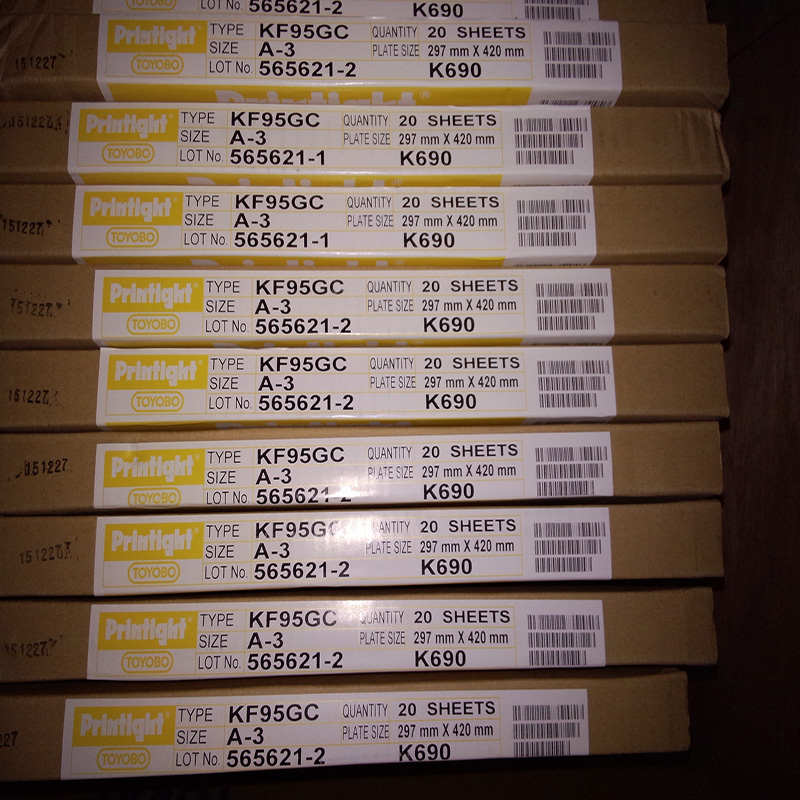 TOYOBO LOT No. K690
Printight TYPE KF95GC QUANTITY 20 SHEETS
SIZE A-3 PLATE SIZE 297 mm X 420 mm
TOYOBO LOT No. 565621-2 K690
151227
Printight
Printight TYPE KF95GC QUANTITY 20 SHEETS
SIZE A-3 PLATE SIZE 297 mm X 420 mm
TOYOBO LOT No. 565621-1 K690
Printight TYPE KF95GC QUANTITY 20 SHEETS
SIZE A-3 PLATE SIZE 297 mm X 420 mm
TOYOBO LOT No. 565621-1 K690
151227
Printight TYPE KF95GC QUANTITY 20 SHEETS
SIZE A-3 PLATE SIZE 297 mm X 420 mm
TOYOBO LOT No. 565621-2 K690
151227
Printight TYPE KF95GC QUANTITY 20 SHEETS
SIZE A-3 PLATE SIZE 297 mm X 420 mm
TOYOBO LOT No. 565621-2 K690
151227
Printight TYPE KF95GC QUANTITY 20 SHEETS
SIZE A-3 PLATE SIZE 297 mm X 420 mm
TOYOBO LOT No. 565621-2 K690
151227
Printight TYPE KF95GC QUANTITY 20 SHEETS
SIZE A-3 PLATE SIZE 297 mm X 420 mm
TOYOBO LOT No. 565621-2 K690
Printight TYPE KF95GC QUANTITY 20 SHEETS
SIZE A-3 PLATE SIZE 297 mm X 420 mm
TOYOBO LOT No. 565621-2 K690
151227
Printight TYPE KF95GC QUANTITY 20 SHEETS
SIZE A-3 PLATE SIZE 297 mm X 420 mm
TOYOBO LOT No. 565621-2 K690